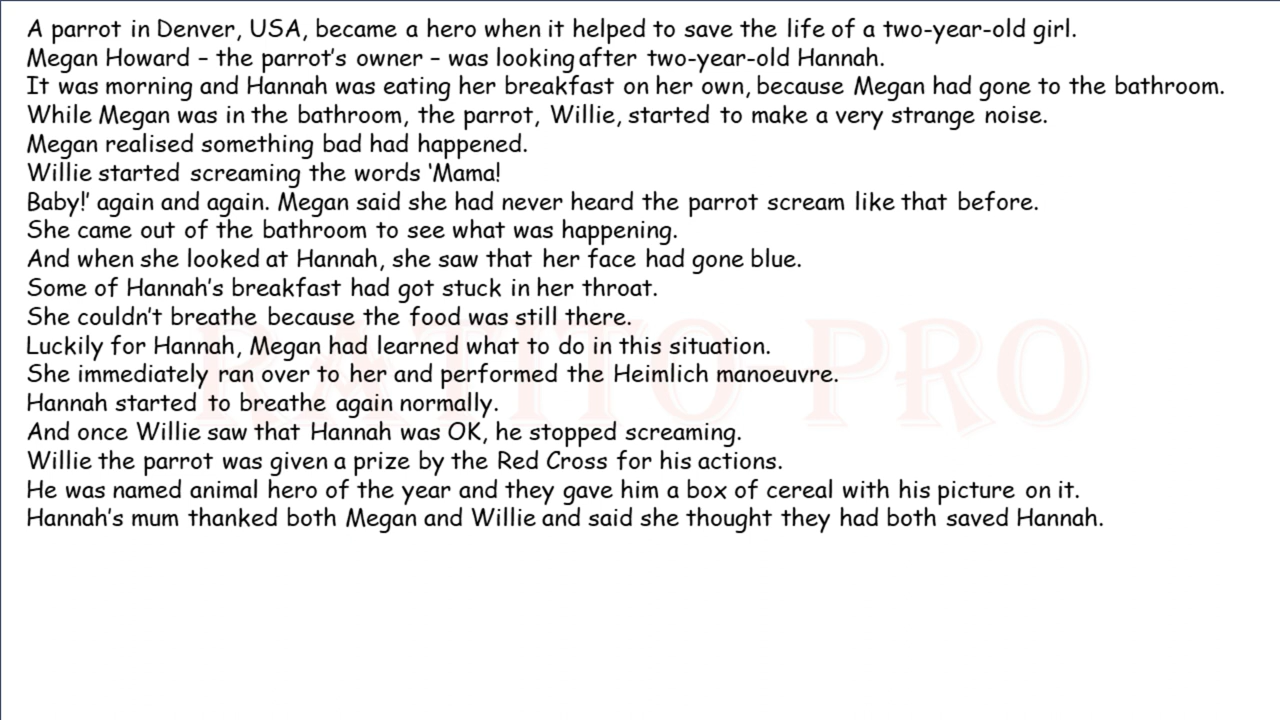 A parrot in Denver, USA, became a hero when it helped to save the life of a two-year-old girl.
Megan Howard – the parrot's owner – was looking after two-year-old Hannah.
It was morning and Hannah was eating her breakfast on her own, because Megan had gone to the bathroom.
While Megan was in the bathroom, the parrot, Willie, started to make a very strange noise.
Megan realised something bad had happened.
Willie started screaming the words 'Mama!
Baby!' again and again. Megan said she had never heard the parrot scream like that before.
She came out of the bathroom to see what was happening.
And when she looked at Hannah, she saw that her face had gone blue.
Some of Hannah's breakfast had got stuck in her throat.
She couldn't breathe because the food was still there.
Luckily for Hannah, Megan had learned what to do in this situation.
She immediately ran over to her and performed the Heimlich manoeuvre.
Hannah started to breathe again normally.
And once Willie saw that Hannah was OK, he stopped screaming.
Willie the parrot was given a prize by the Red Cross for his actions.
He was named animal hero of the year and they gave him a box of cereal with his picture on it.
Hannah's mum thanked both Megan and Willie and said she thought they had both saved Hannah.
RATITO PRO